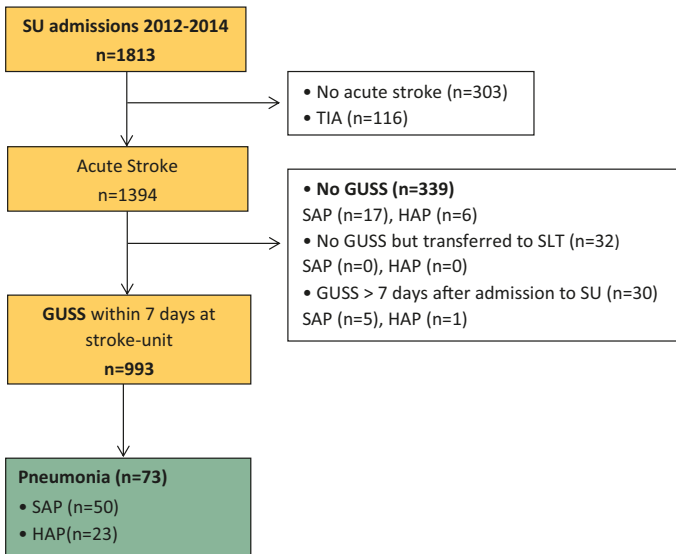 SU admissions 2012-2014
n=1813
• No acute stroke (n=303)
• TIA (n=116)
Acute Stroke
n=1394
• No GUSS (n=339)
SAP (n=17), HAP (n=6)
• No GUSS but transferred to SLT (n=32)
SAP (n=0), HAP (n=0)
• GUSS > 7 days after admission to SU (n=30)
SAP (n=5), HAP (n=1)
GUSS within 7 days at
stroke-unit
n=993
Pneumonia (n=73)
• SAP (n=50)
• HAP(n=23)